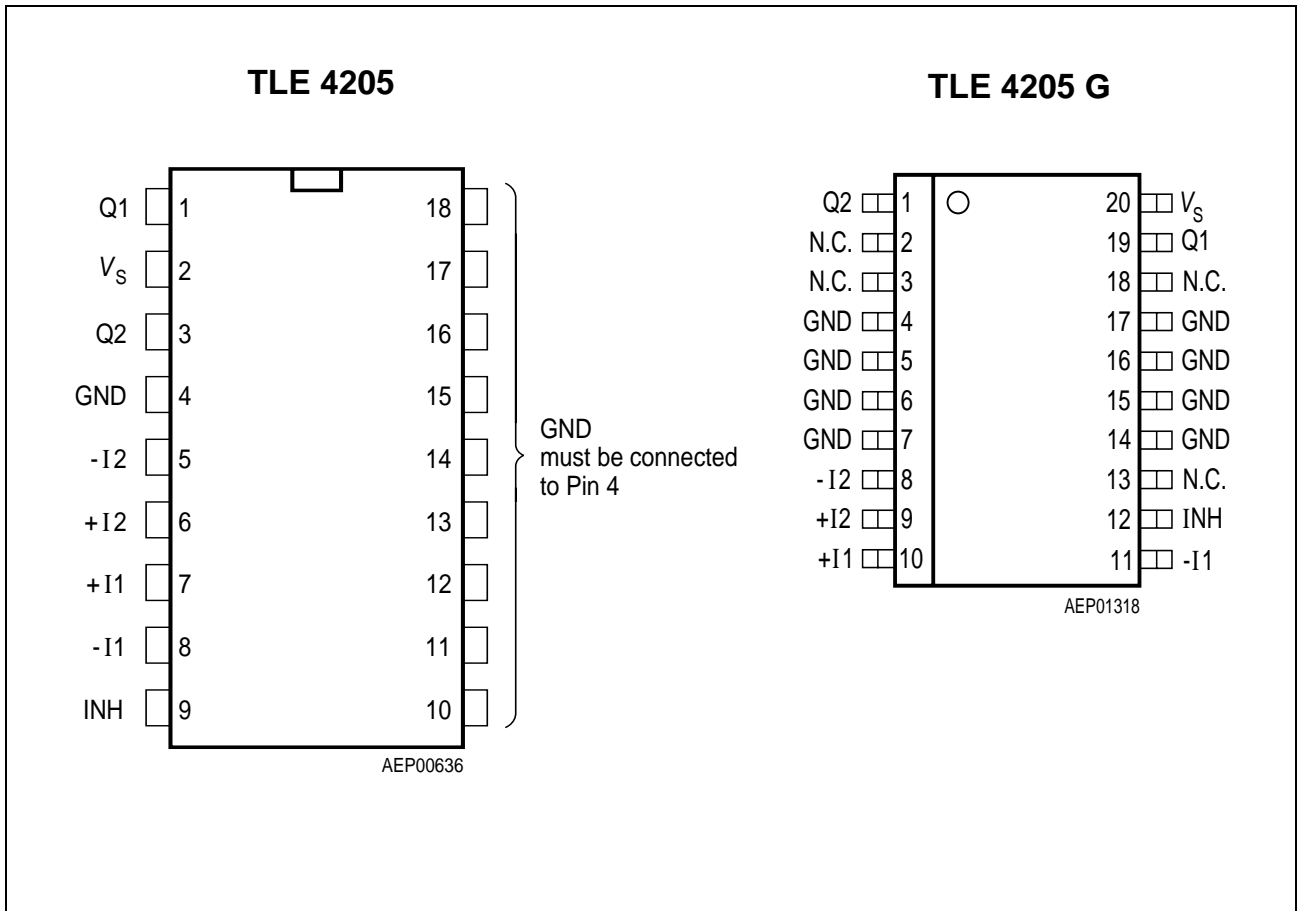 TLE 4205
Q1 1 18
VS 2 17
Q2 3 16
GND 4 15
-I2 5 14
+I2 6 13
+I1 7 12
-I1 8 11
INH 9 10
GND
must be connected
to Pin 4
AEP00636
TLE 4205 G
Q2 1 20 VS
N.C. 2 19 Q1
N.C. 3 18 N.C.
GND 4 17 GND
GND 5 16 GND
GND 6 15 GND
GND 7 14 GND
-I2 8 13 N.C.
+I2 9 12 INH
+I1 10 11 -I1
AEP01318